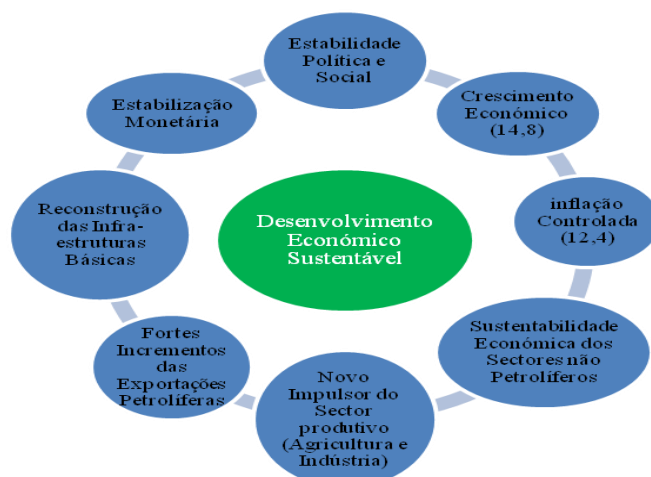 Estabilidade
Política e
Social
Crescimento
Económico
(14,8)
inflação
Controlada
(12,4)
Sustentabilidade
Económica dos
Sectores não
Petrolíferos
Novo
Impulsor do
Sector
produtivo
(Agricultura e
Indústria)
Fortes
Incrementos
das
Exportações
Petrolíferas
Reconstrução
das Infra-
estruturas
Básicas
Estabilização
Monetária
Desenvolvimento
Económico
Sustentável